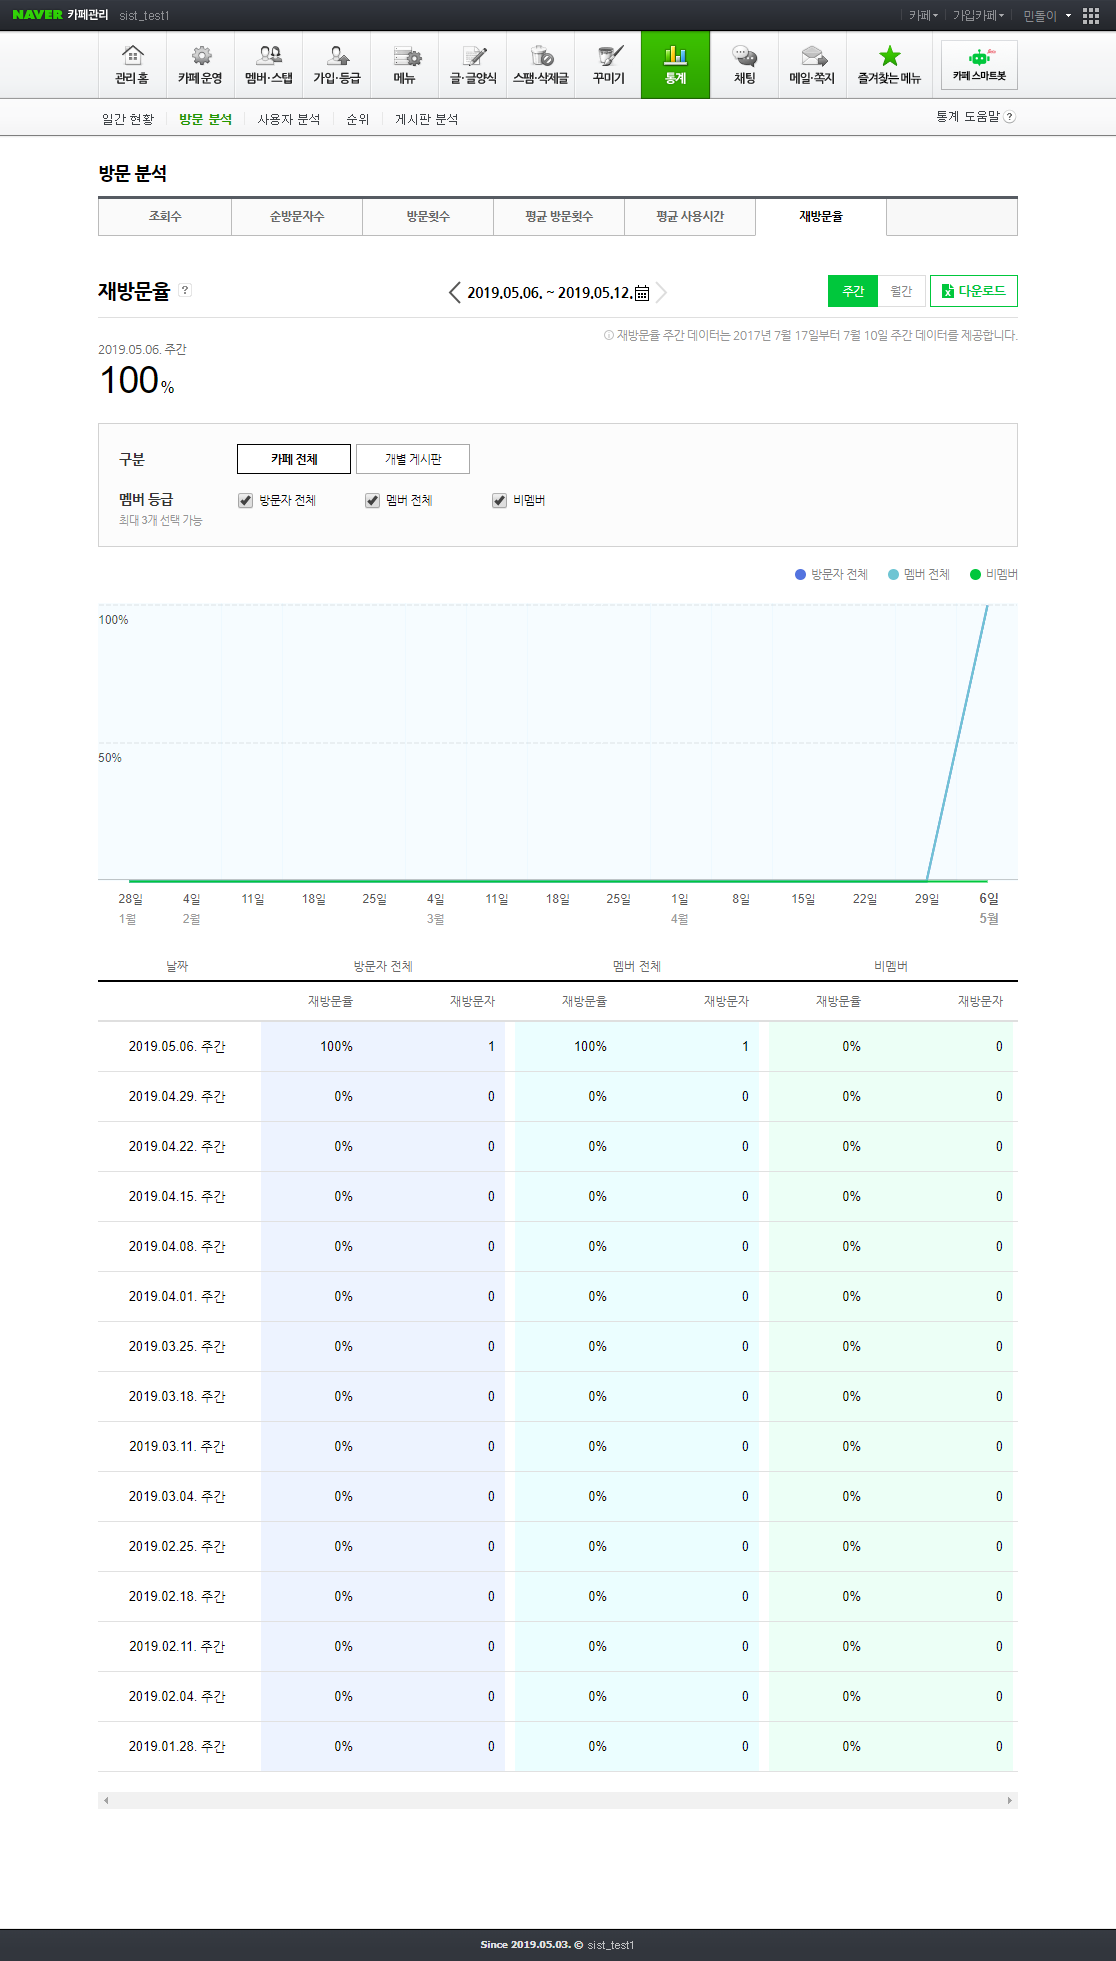 NAVER 카페관리 sist_test1 카페 가입카페 민돌이
관리 홈 카페 운영 멤버·스탭 가입·등급 메뉴 글·글양식 스팸·삭제글 꾸미기 통계 채팅 메일·쪽지 즐겨찾는 메뉴 카페 스마트봇
일간 현황 방문 분석 사용자 분석 순위 게시판 분석 통계 도움말 ?
방문 분석
조회수 순방문자수 방문횟수 평균 방문횟수 평균 사용시간 재방문율
재방문율 ? 2019.05.06. ~ 2019.05.12. 주간 월간 다운로드
재방문율 주간 데이터는 2017년 7월 17일부터 7월 10일 주간 데이터를 제공합니다.
2019.05.06. 주간
100%
구분 카페 전체 개별 게시판
멤버 등급 방문자 전체 멤버 전체 비멤버
최대 3개 선택 가능
방문자 전체 멤버 전체 비멤버
100%
50%
28일 4일 11일 18일 25일 4일 11일 18일 25일 1일 8일 15일 22일 29일 6일
1월 2월 3월 4월 5월
날짜 방문자 전체 멤버 전체 비멤버
재방문율 재방문자 재방문율 재방문자 재방문율 재방문자
2019.05.06. 주간 100% 1 100% 1 0% 0
2019.04.29. 주간 0% 0 0% 0 0% 0
2019.04.22. 주간 0% 0 0% 0 0% 0
2019.04.15. 주간 0% 0 0% 0 0% 0
2019.04.08. 주간 0% 0 0% 0 0% 0
2019.04.01. 주간 0% 0 0% 0 0% 0
2019.03.25. 주간 0% 0 0% 0 0% 0
2019.03.18. 주간 0% 0 0% 0 0% 0
2019.03.11. 주간 0% 0 0% 0 0% 0
2019.03.04. 주간 0% 0 0% 0 0% 0
2019.02.25. 주간 0% 0 0% 0 0% 0
2019.02.18. 주간 0% 0 0% 0 0% 0
2019.02.11. 주간 0% 0 0% 0 0% 0
2019.02.04. 주간 0% 0 0% 0 0% 0
2019.01.28. 주간 0% 0 0% 0 0% 0
Since 2019.05.03. © sist_test1